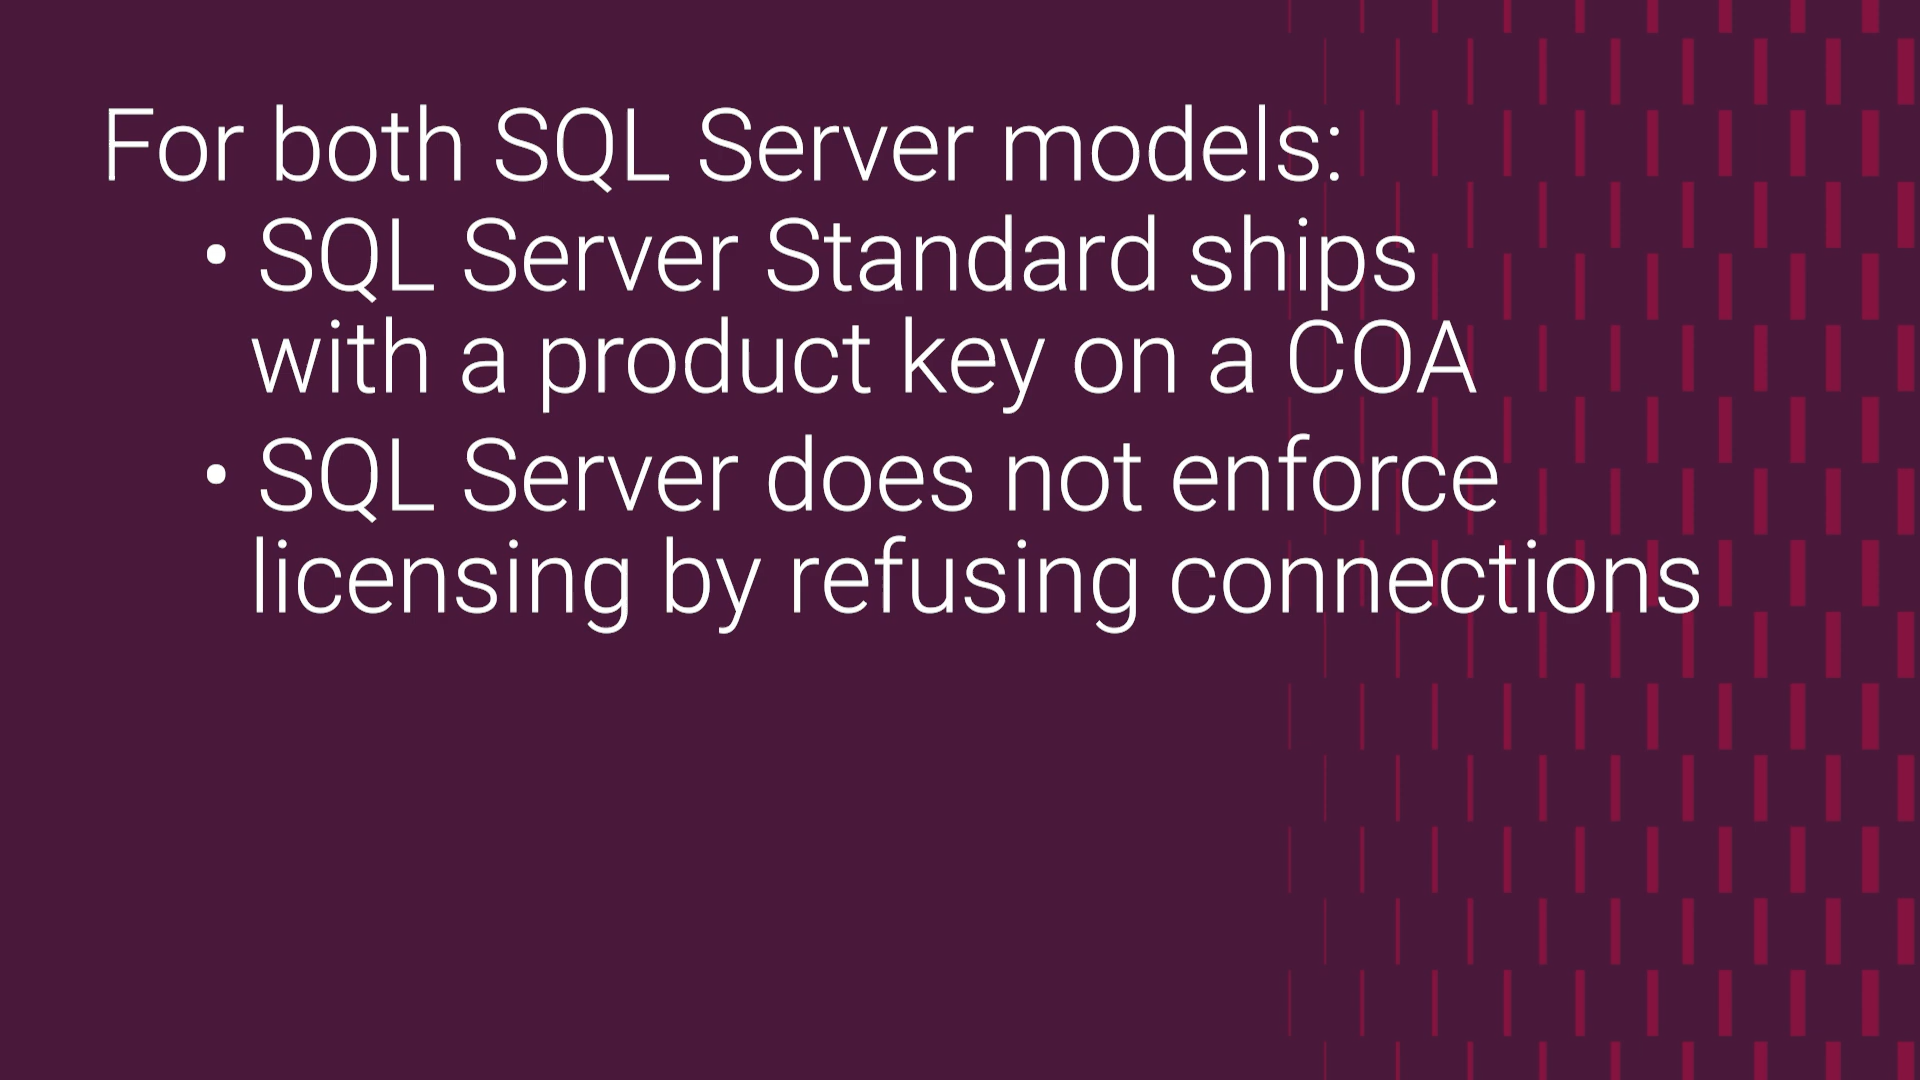 For both SQL Server models:
• SQL Server Standard ships
with a product key on a COA
• SQL Server does not enforce
licensing by refusing connections